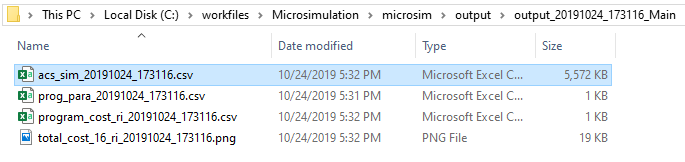 This PC > Local Disk (C:) > workfiles > Microsimulation > microsim > output > output_20191024_173116_Main
Name Date modified Type Size
acs_sim_20191024_173116.csv 10/24/2019 5:32 PM Microsoft Excel C... 5,572 KB
prog_para_20191024_173116.csv 10/24/2019 5:31 PM Microsoft Excel C... 1 KB
program_cost_ri_20191024_173116.csv 10/24/2019 5:32 PM Microsoft Excel C... 1 KB
total_cost_16_ri_20191024_173116.png 10/24/2019 5:32 PM PNG File 19 KB